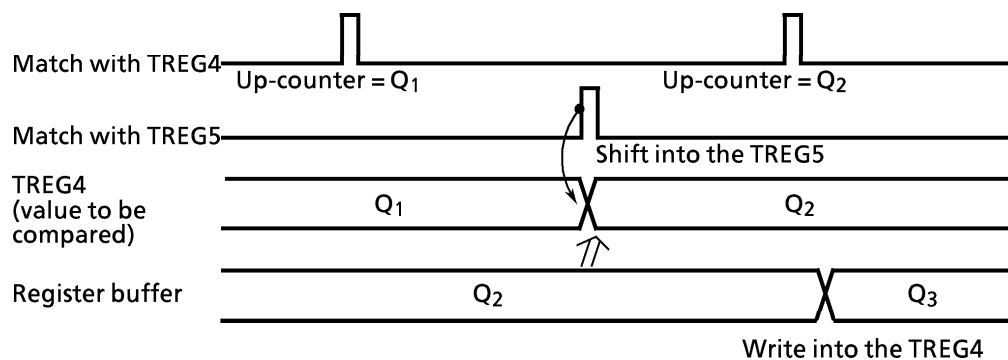 Match with TREG4
Up-counter = Q1
Up-counter = Q2
Match with TREG5
Shift into the TREG5
TREG4
(value to be
compared)
Q1
Q2
Register buffer
Q2
Q3
Write into the TREG4